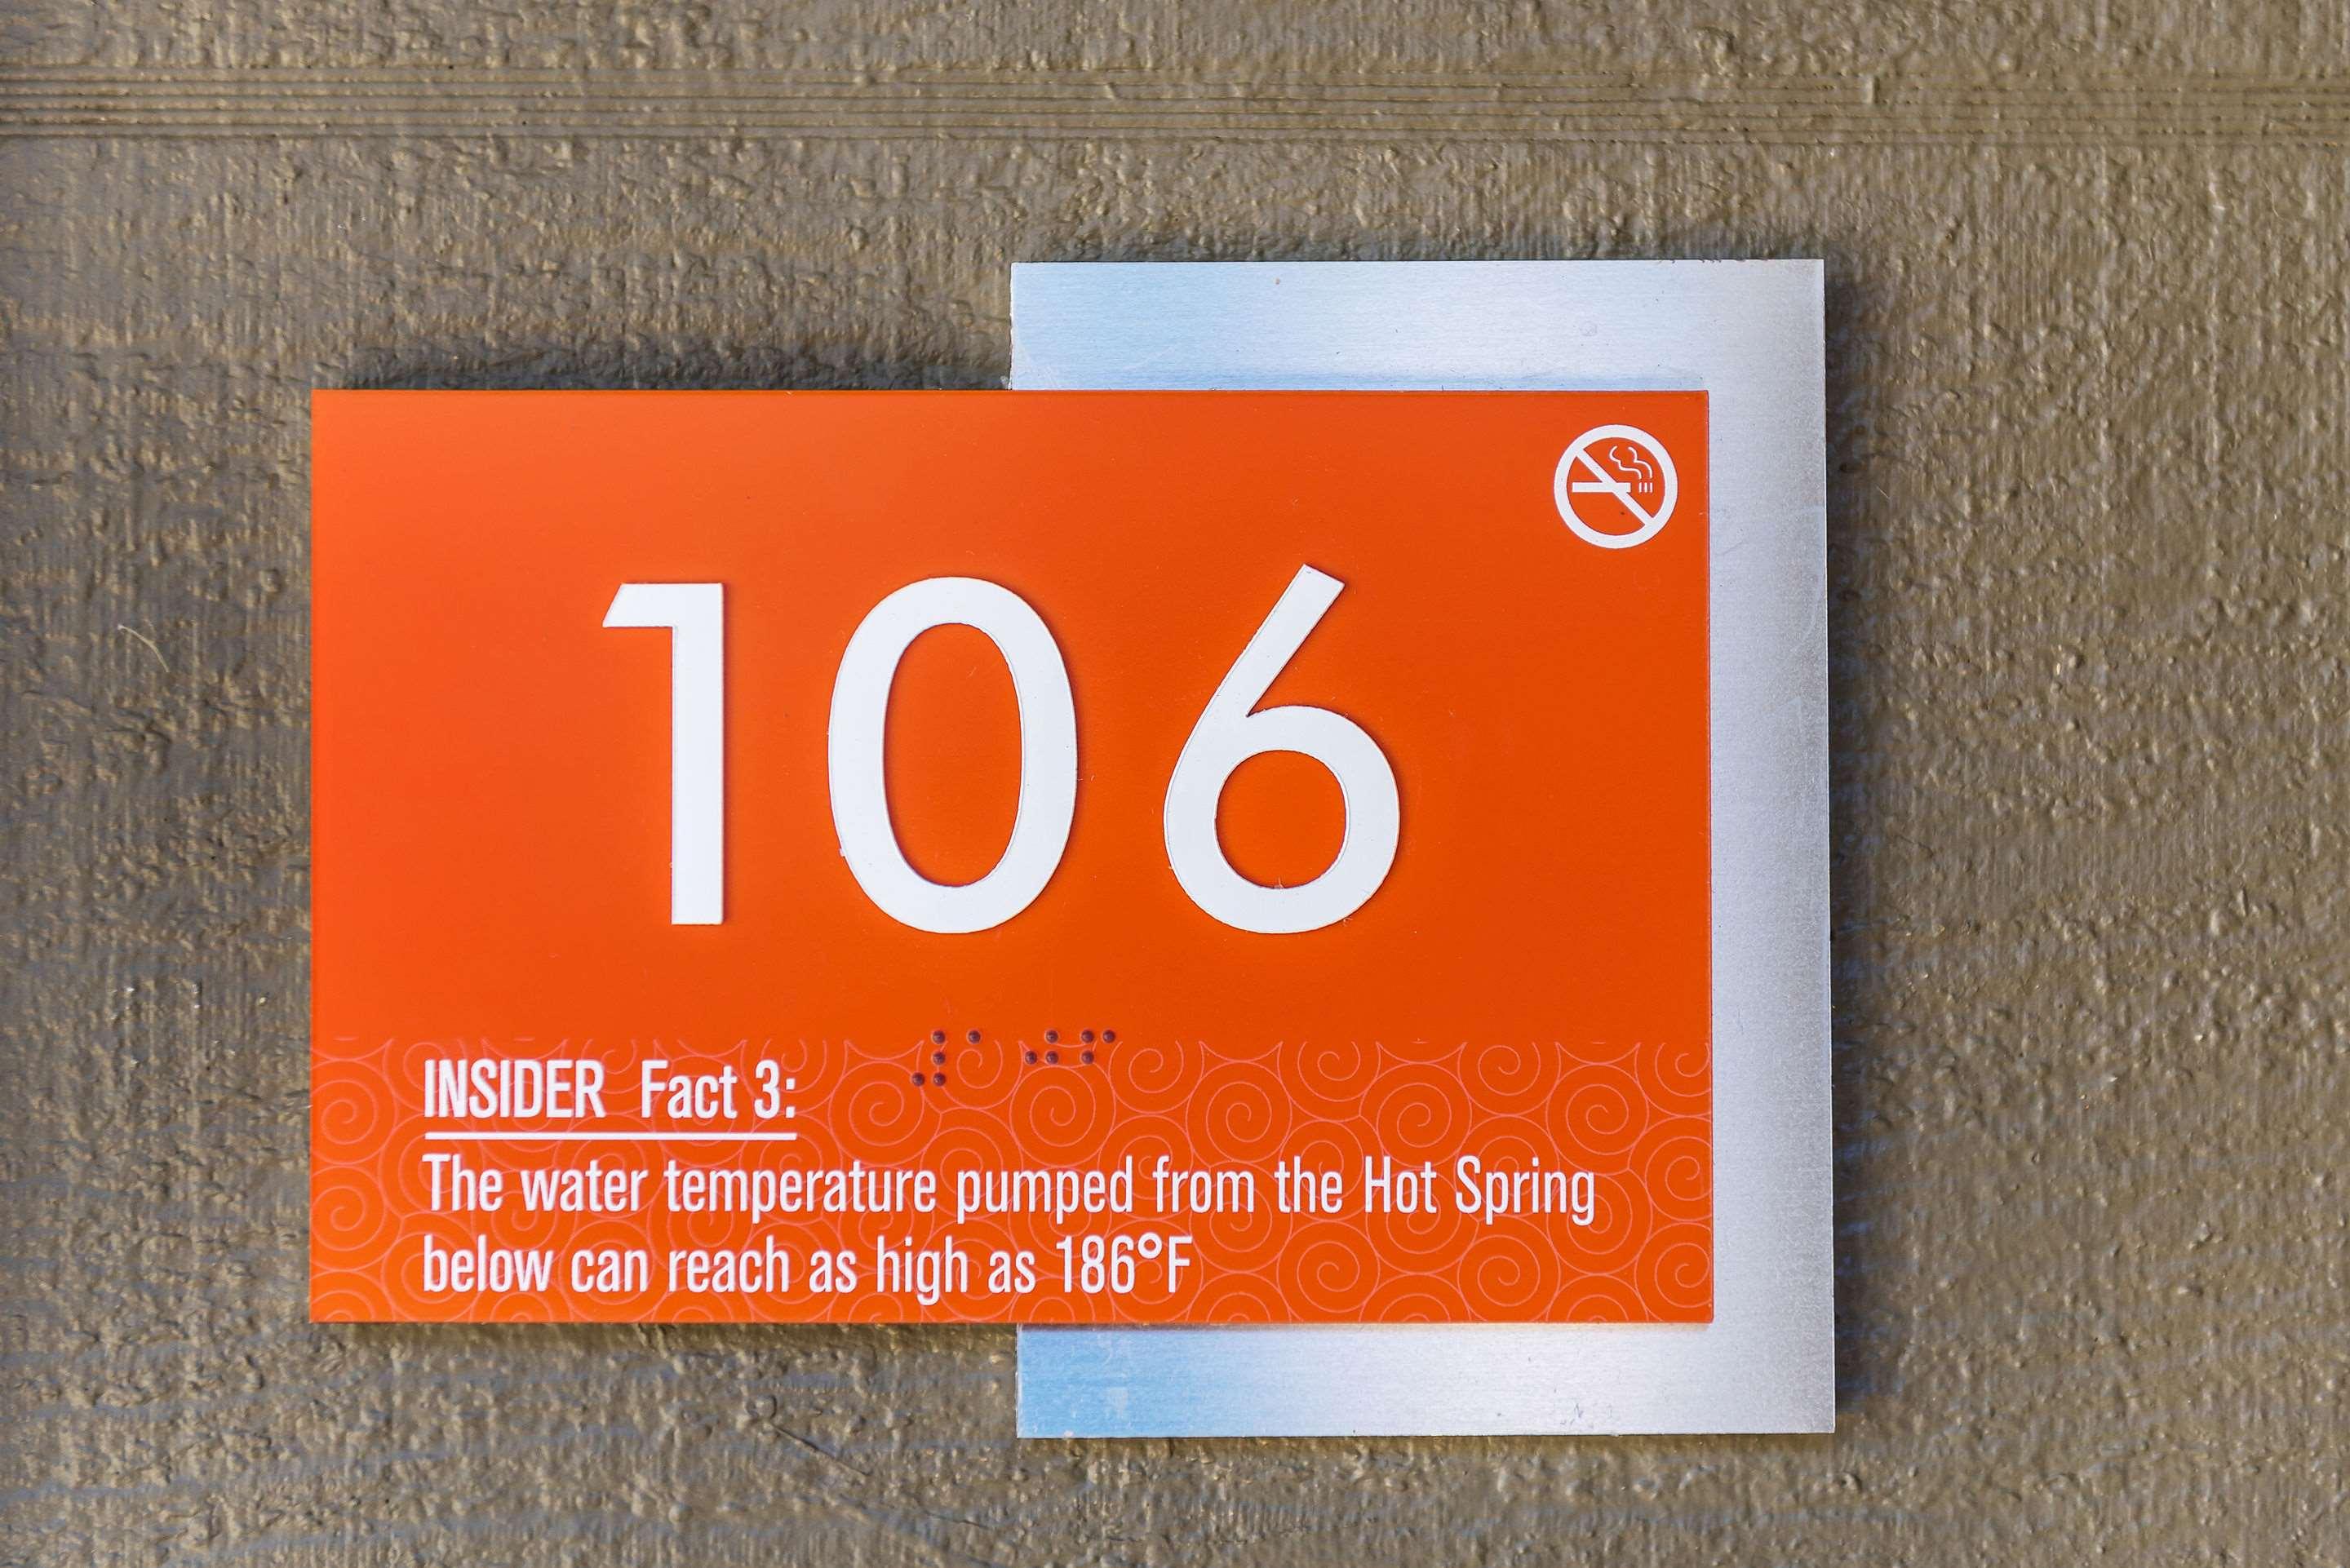 106
⠼⠁⠚⠋
INSIDER Fact 3:
The water temperature pumped from the Hot Spring
below can reach as high as 186°F